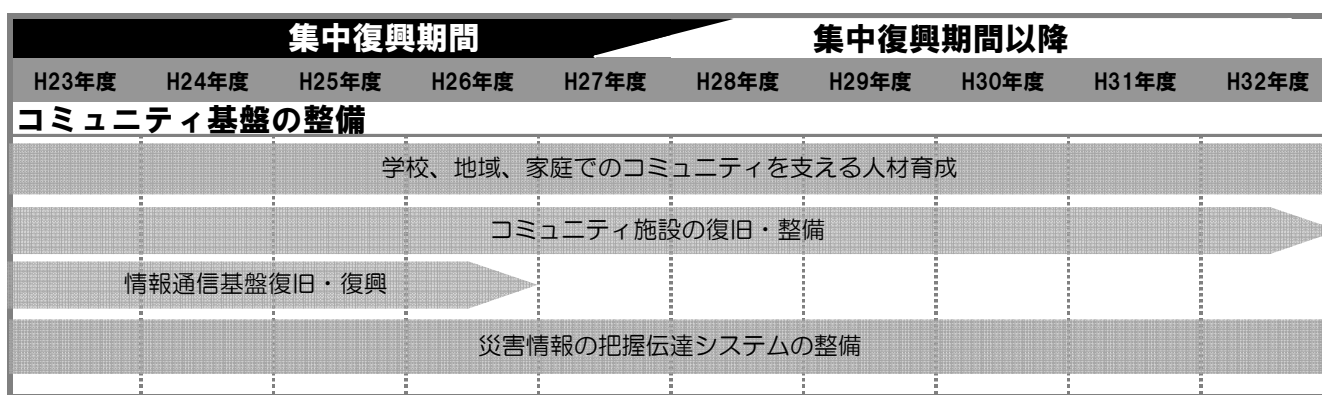 集中復興期間 集中復興期間以降
H23年度 H24年度 H25年度 H26年度 H27年度 H28年度 H29年度 H30年度 H31年度 H32年度
コミュニティ基盤の整備
学校、地域、家庭でのコミュニティを支える人材育成
コミュニティ施設の復旧・整備
情報通信基盤復旧・復興
災害情報の把握伝達システムの整備